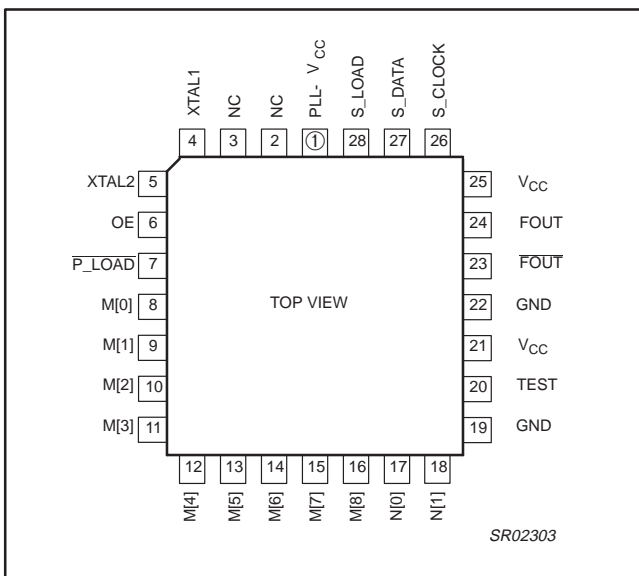 XTAL1
NC
NC
PLL- VCC
S_LOAD
S_DATA
S_CLOCK
4 3 2 1 28 27 26
XTAL2 5
OE 6
P_LOAD 7
M[0] 8
M[1] 9
M[2] 10
M[3] 11
TOP VIEW
25 VCC
24 FOUT
23 FOUT
22 GND
21 VCC
20 TEST
19 GND
12 13 14 15 16 17 18
M[4]
M[5]
M[6]
M[7]
M[8]
N[0]
N[1]
SR02303